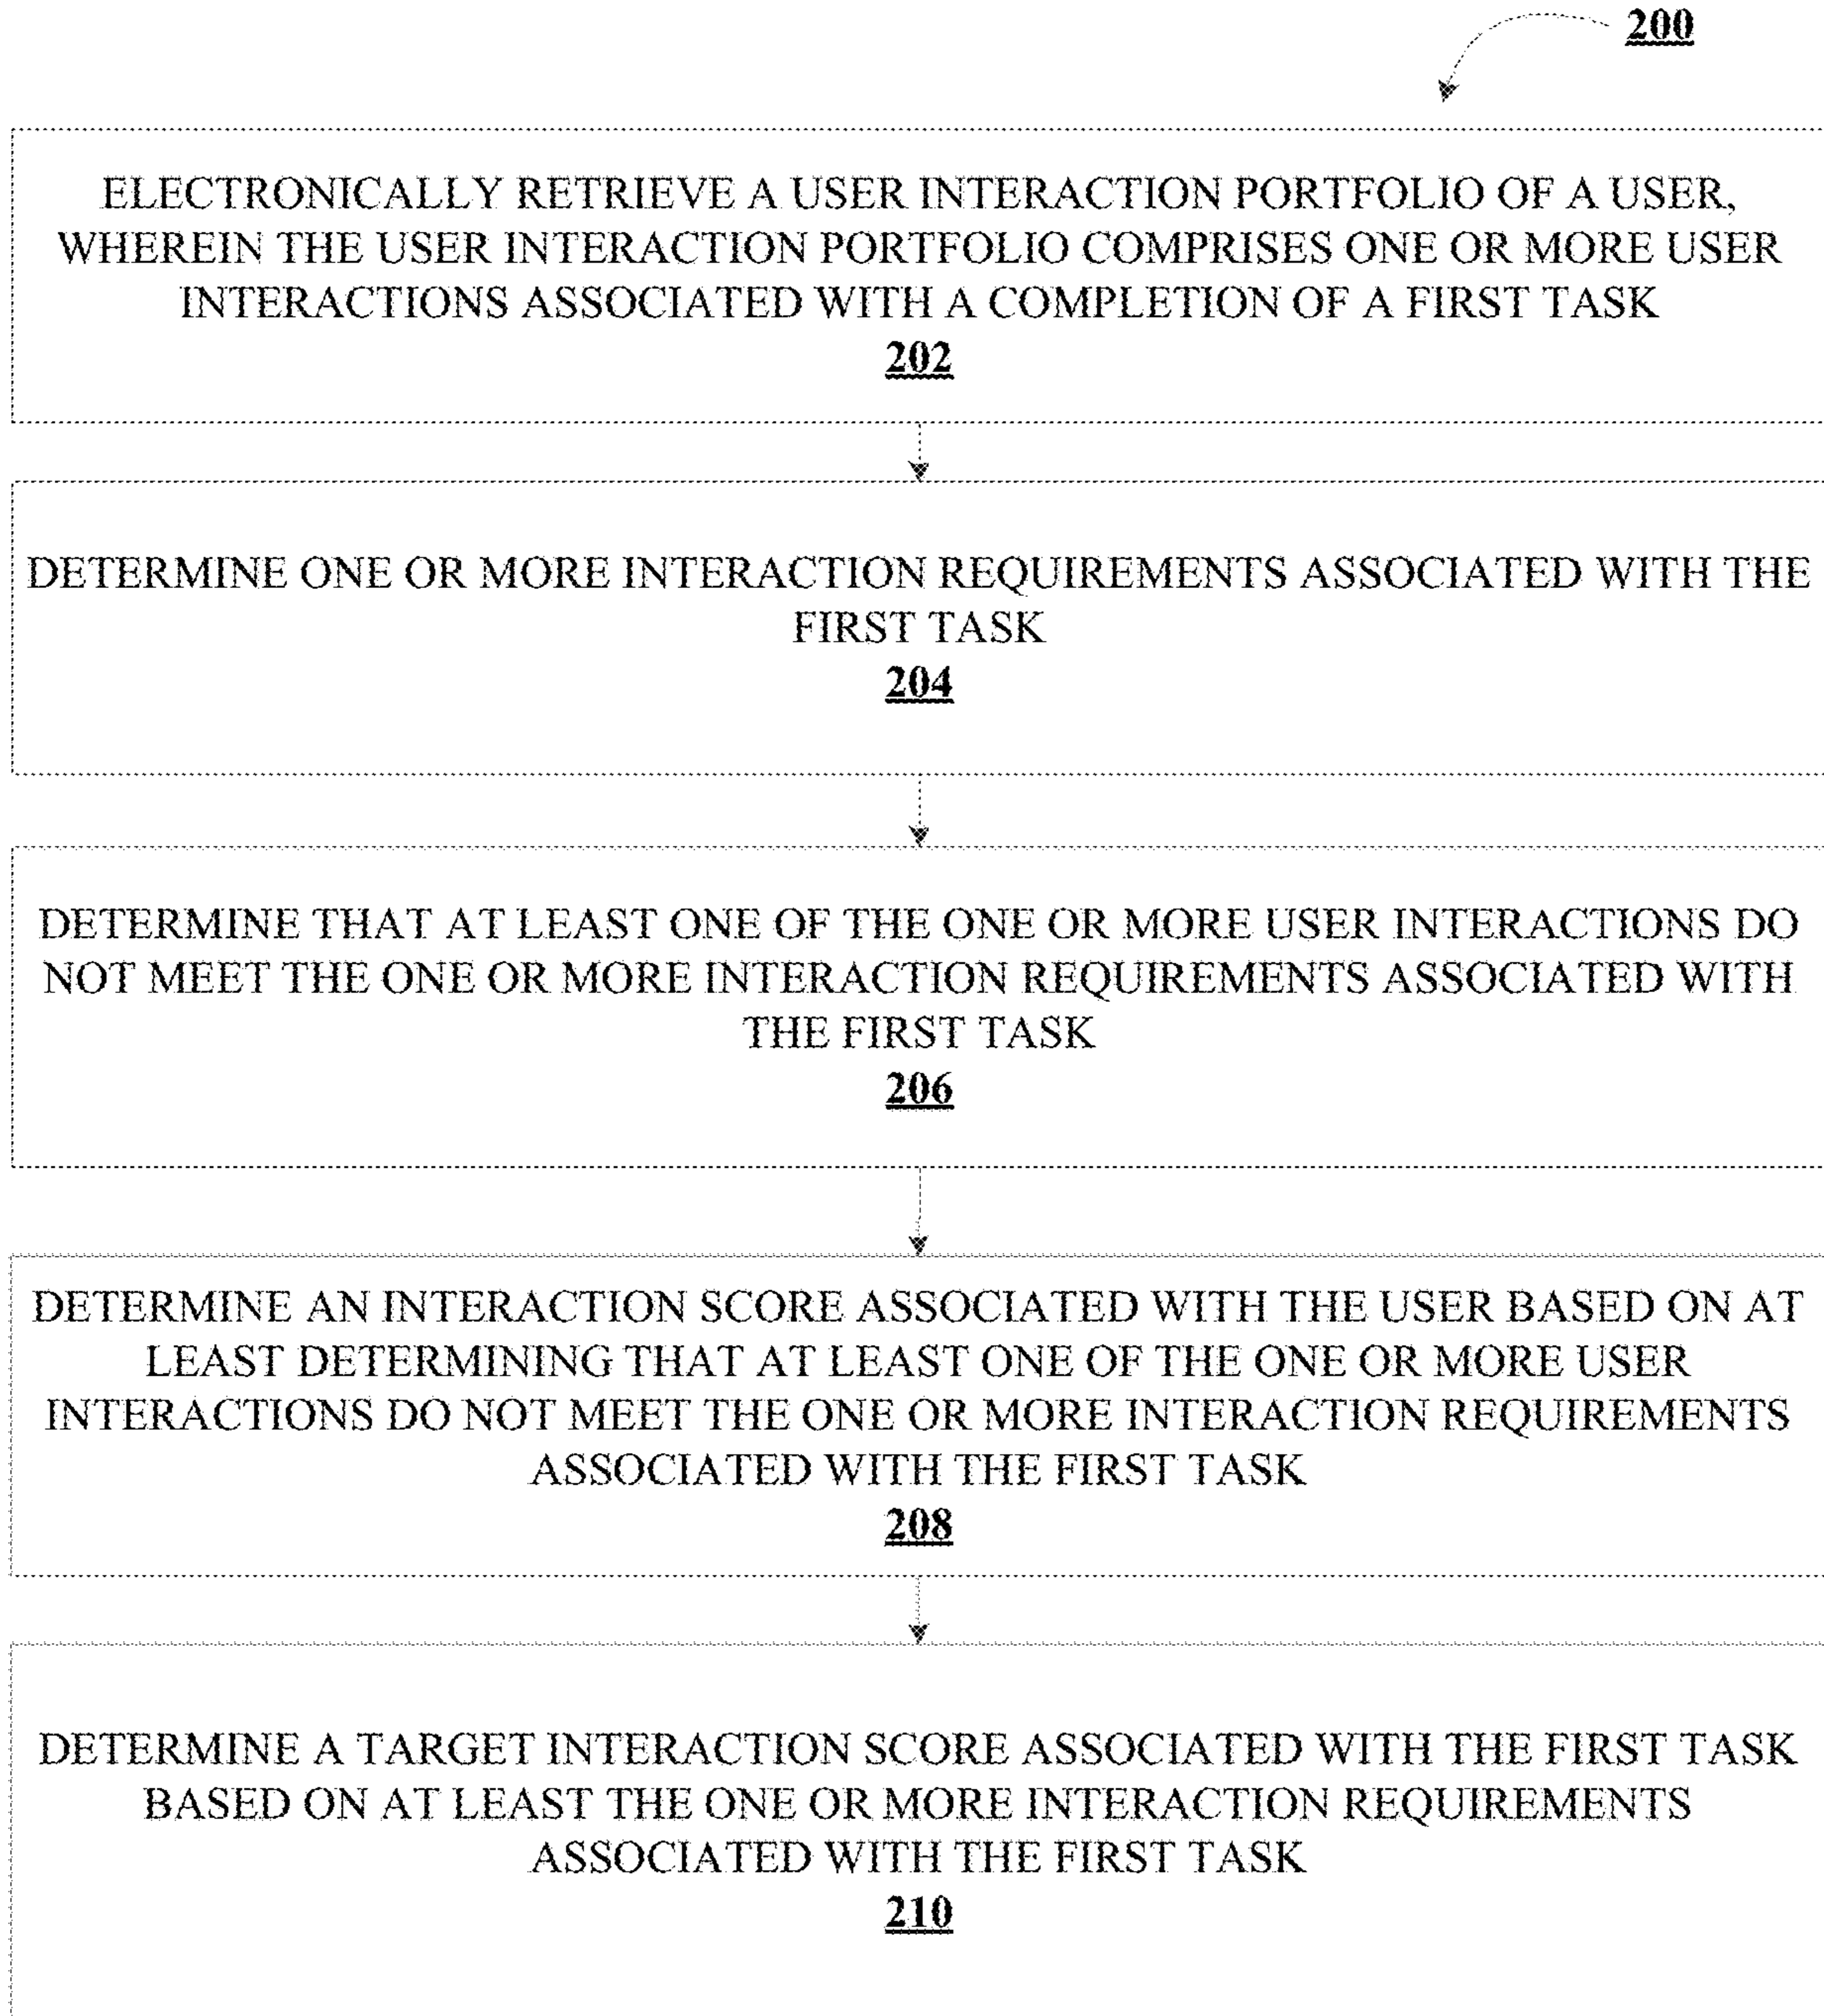 200
ELECTRONICALLY RETRIEVE A USER INTERACTION PORTFOLIO OF A USER,
WHEREIN THE USER INTERACTION PORTFOLIO COMPRISES ONE OR MORE USER
INTERACTIONS ASSOCIATED WITH A COMPLETION OF A FIRST TASK
202
DETERMINE ONE OR MORE INTERACTION REQUIREMENTS ASSOCIATED WITH THE
FIRST TASK
204
DETERMINE THAT AT LEAST ONE OF THE ONE OR MORE USER INTERACTIONS DO
NOT MEET THE ONE OR MORE INTERACTION REQUIREMENTS ASSOCIATED WITH
THE FIRST TASK
206
DETERMINE AN INTERACTION SCORE ASSOCIATED WITH THE USER BASED ON AT
LEAST DETERMINING THAT AT LEAST ONE OF THE ONE OR MORE USER
INTERACTIONS DO NOT MEET THE ONE OR MORE INTERACTION REQUIREMENTS
ASSOCIATED WITH THE FIRST TASK
208
DETERMINE A TARGET INTERACTION SCORE ASSOCIATED WITH THE FIRST TASK
BASED ON AT LEAST THE ONE OR MORE INTERACTION REQUIREMENTS
ASSOCIATED WITH THE FIRST TASK
210